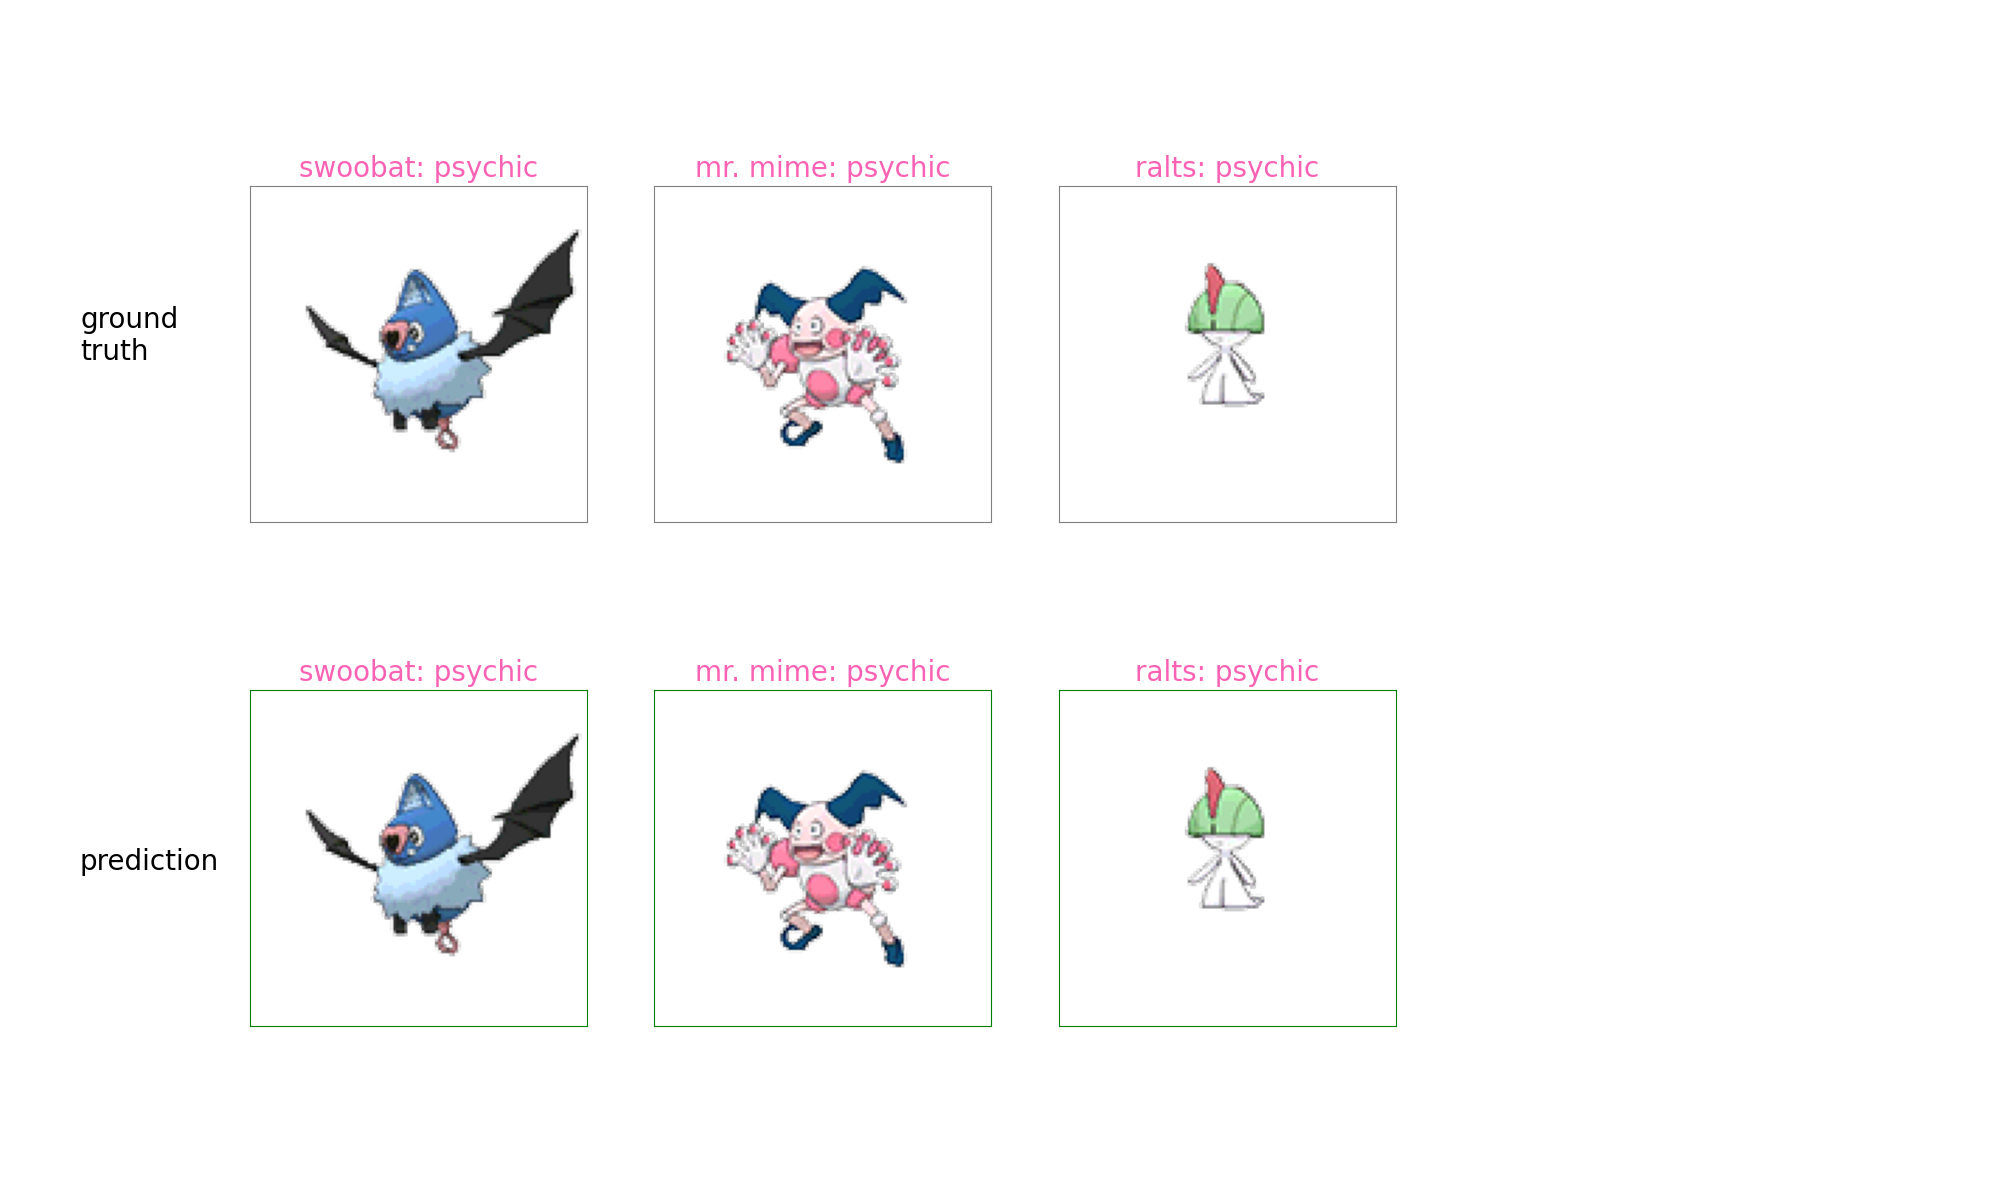 swoobat: psychic
mr. mime: psychic
ralts: psychic
ground
truth
swoobat: psychic
mr. mime: psychic
ralts: psychic
prediction